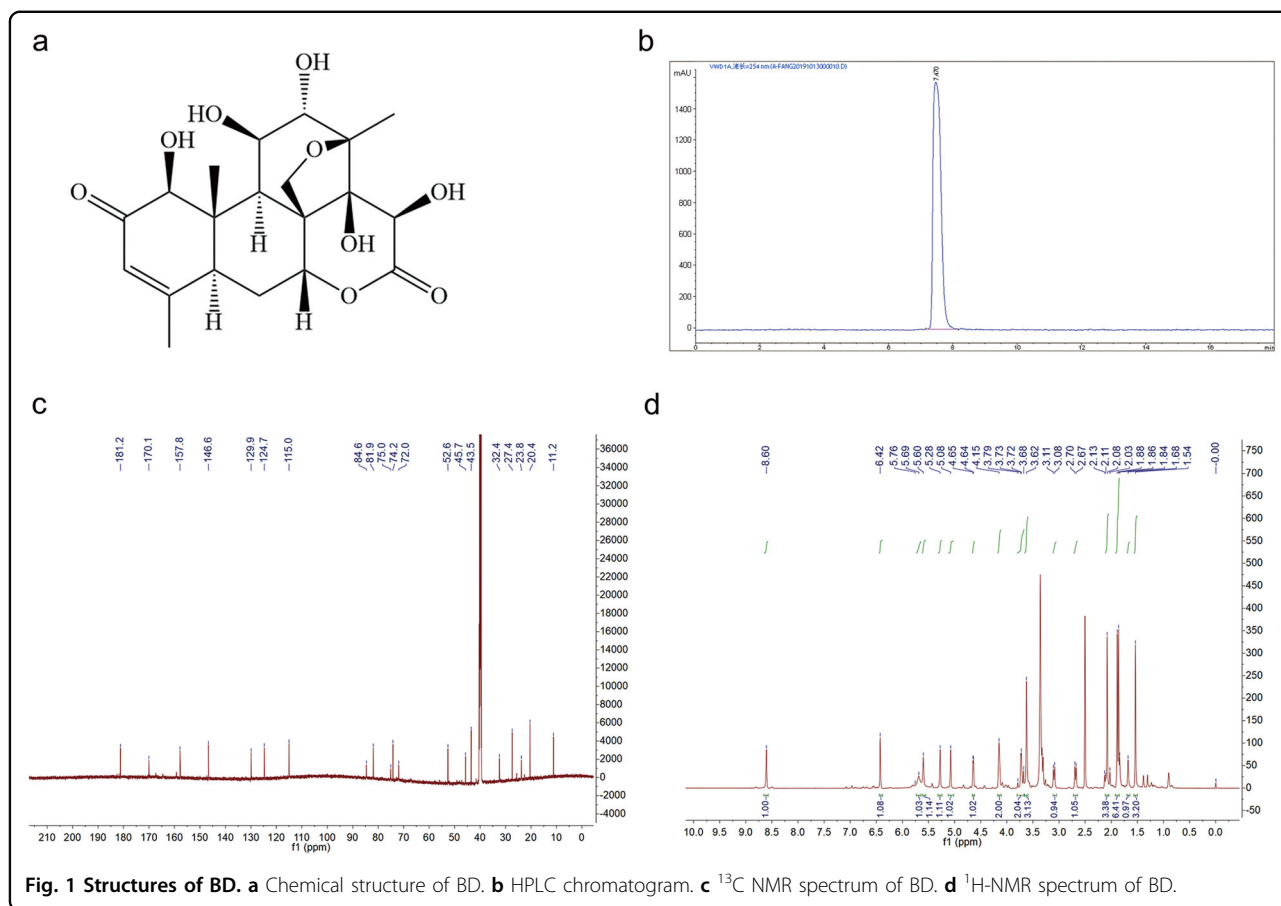 a
OH
HO
OH
O
O
OH
OH
H
H
H
O
O
b
VWD1A,波长=254 nm (A-FANG20191013000010.D)
mAU
7.470
1600
1400
1200
1000
800
600
400
200
0
0 2 4 6 8 10 12 14 16 min
c
181.2 170.1 157.8 146.6 129.9 124.7 115.0 84.6 81.9 75.0 74.2 72.0 52.6 45.7 43.5 32.4 27.4 23.8 20.4 11.2
36000
34000
32000
30000
28000
26000
24000
22000
20000
18000
16000
14000
12000
10000
8000
6000
4000
2000
0
-2000
-4000
210 200 190 180 170 160 150 140 130 120 110 100 90 80 70 60 50 40 30 20 10 0
f1 (ppm)
d
8.60 6.42 5.76 5.69 5.60 5.28 5.08 4.65 4.64 4.15 3.79 3.73 3.72 3.68 3.62 3.11 3.08 2.70 2.67 2.13 2.11 2.08 2.03 1.88 1.86 1.84 1.68 1.54 -0.00
750
700
650
600
550
500
450
400
350
300
250
200
150
100
50
0
-50
1.00 1.08 1.03 1.14 1.11 1.02 1.02 2.00 2.04 3.13 0.94 1.05 3.38 6.41 0.97 3.20
10.0 9.5 9.0 8.5 8.0 7.5 7.0 6.5 6.0 5.5 5.0 4.5 4.0 3.5 3.0 2.5 2.0 1.5 1.0 0.5 0.0
f1 (ppm)
Fig. 1 Structures of BD. a Chemical structure of BD. b HPLC chromatogram. c ¹³C NMR spectrum of BD. d ¹H-NMR spectrum of BD.